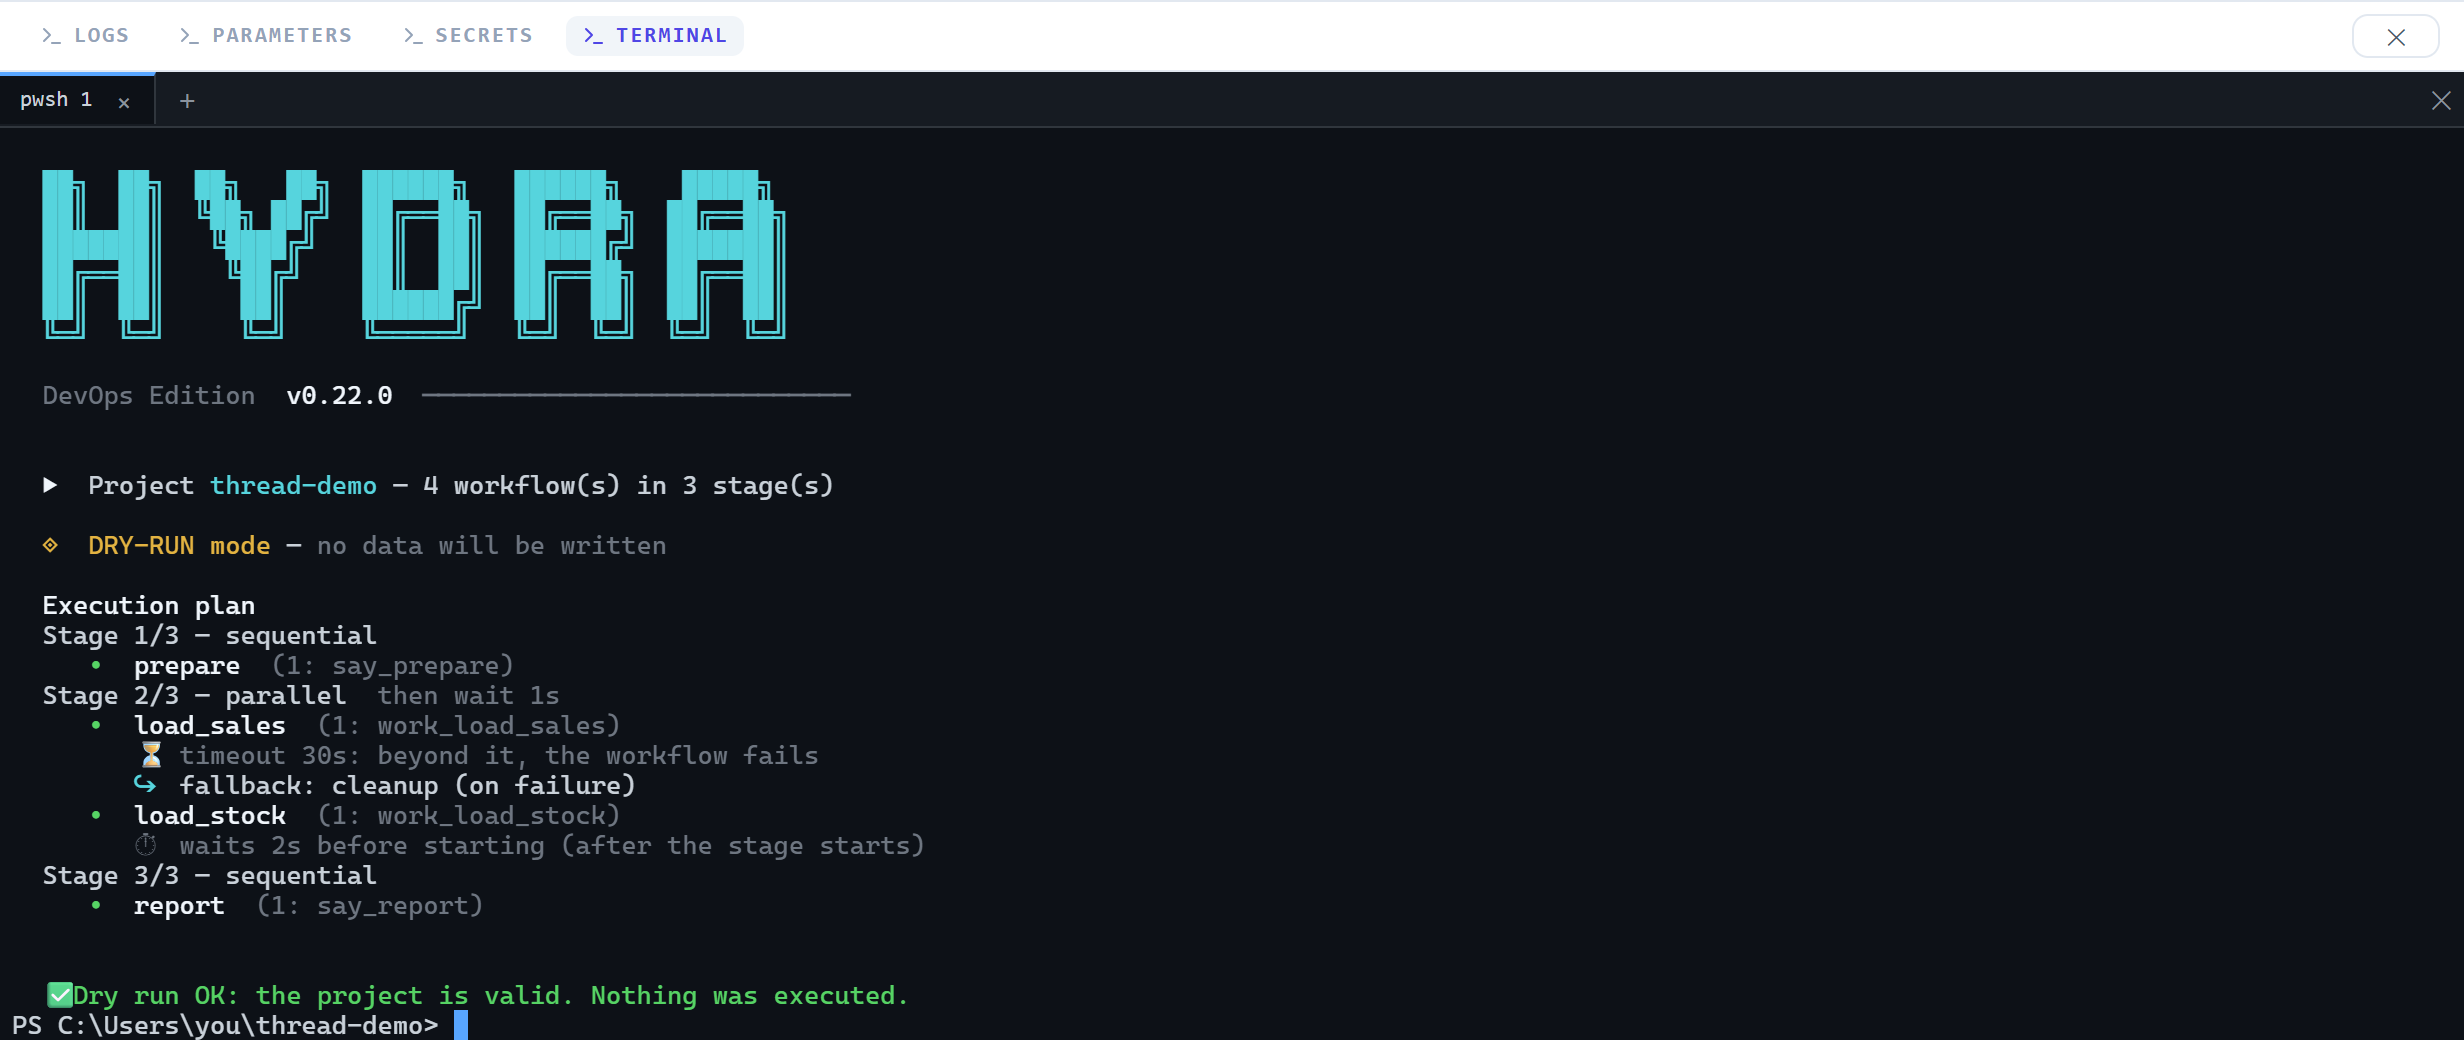 LOGS PARAMETERS SECRETS TERMINAL
pwsh 1 × +
HYDRA
DevOps Edition v0.22.0
▶ Project thread-demo — 4 workflow(s) in 3 stage(s)
DRY-RUN mode — no data will be written
Execution plan
Stage 1/3 — sequential
• prepare (1: say_prepare)
Stage 2/3 — parallel then wait 1s
• load_sales (1: work_load_sales)
⏳ timeout 30s: beyond it, the workflow fails
↪ fallback: cleanup (on failure)
• load_stock (1: work_load_stock)
⏱ waits 2s before starting (after the stage starts)
Stage 3/3 — sequential
• report (1: say_report)
✅Dry run OK: the project is valid. Nothing was executed.
PS C:\Users\you\thread-demo>